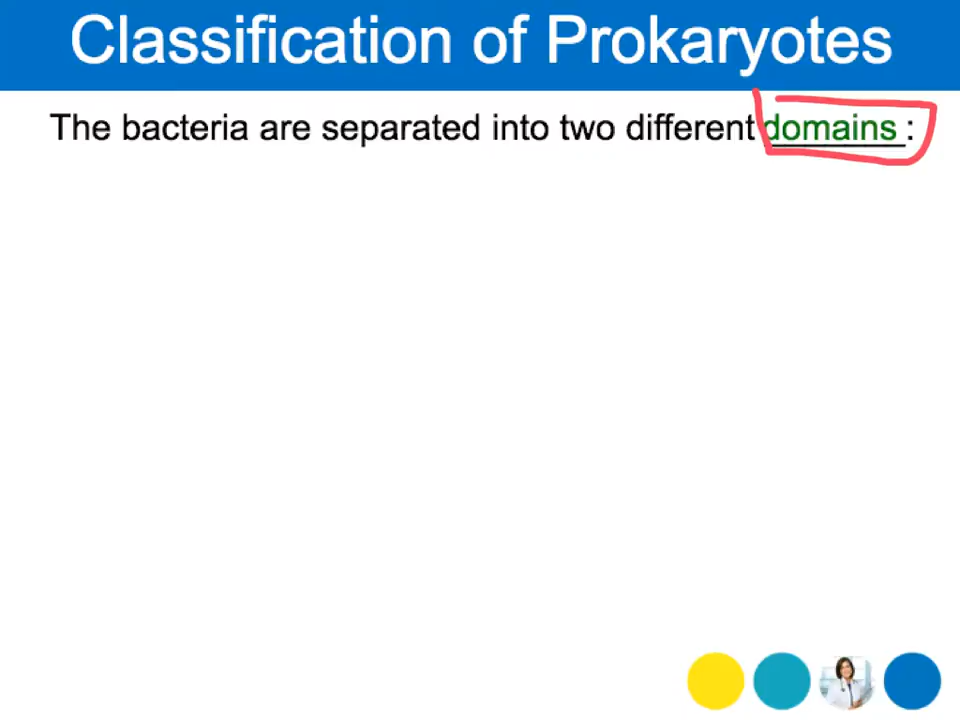 Classification of Prokaryotes
The bacteria are separated into two different domains :